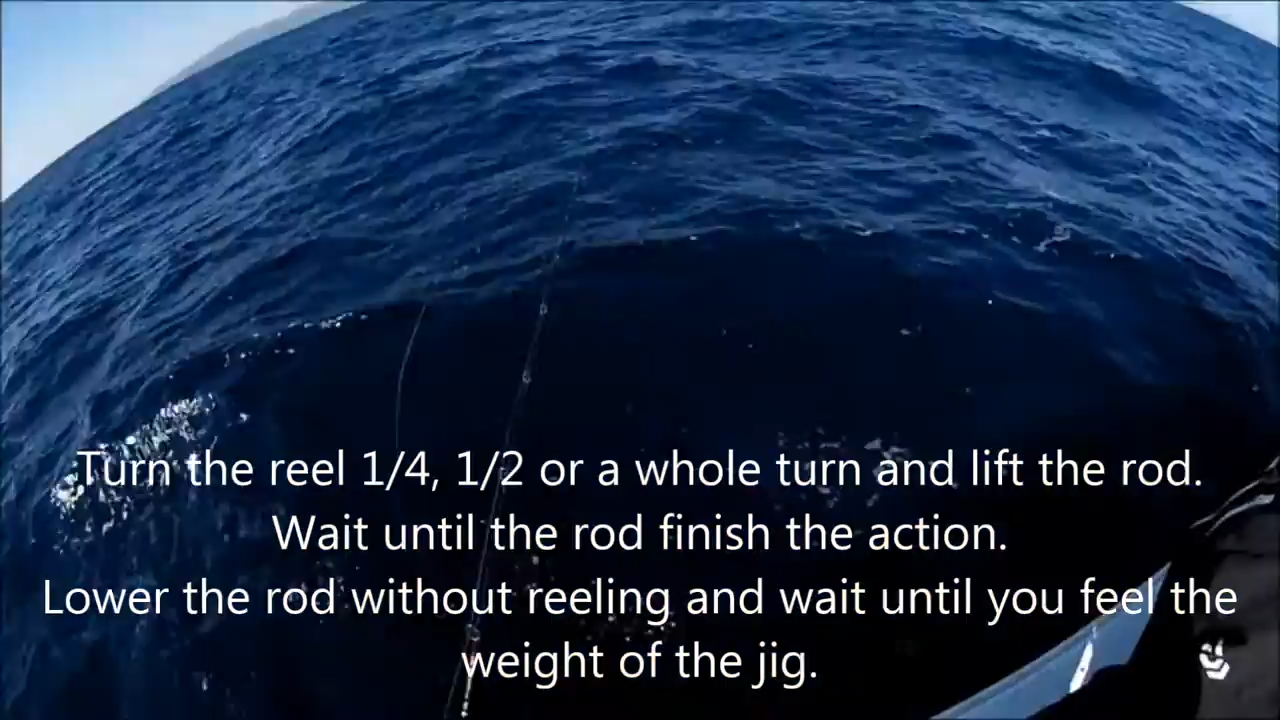 Turn the reel 1/4, 1/2 or a whole turn and lift the rod.
Wait until the rod finish the action.
Lower the rod without reeling and wait until you feel the
weight of the jig.